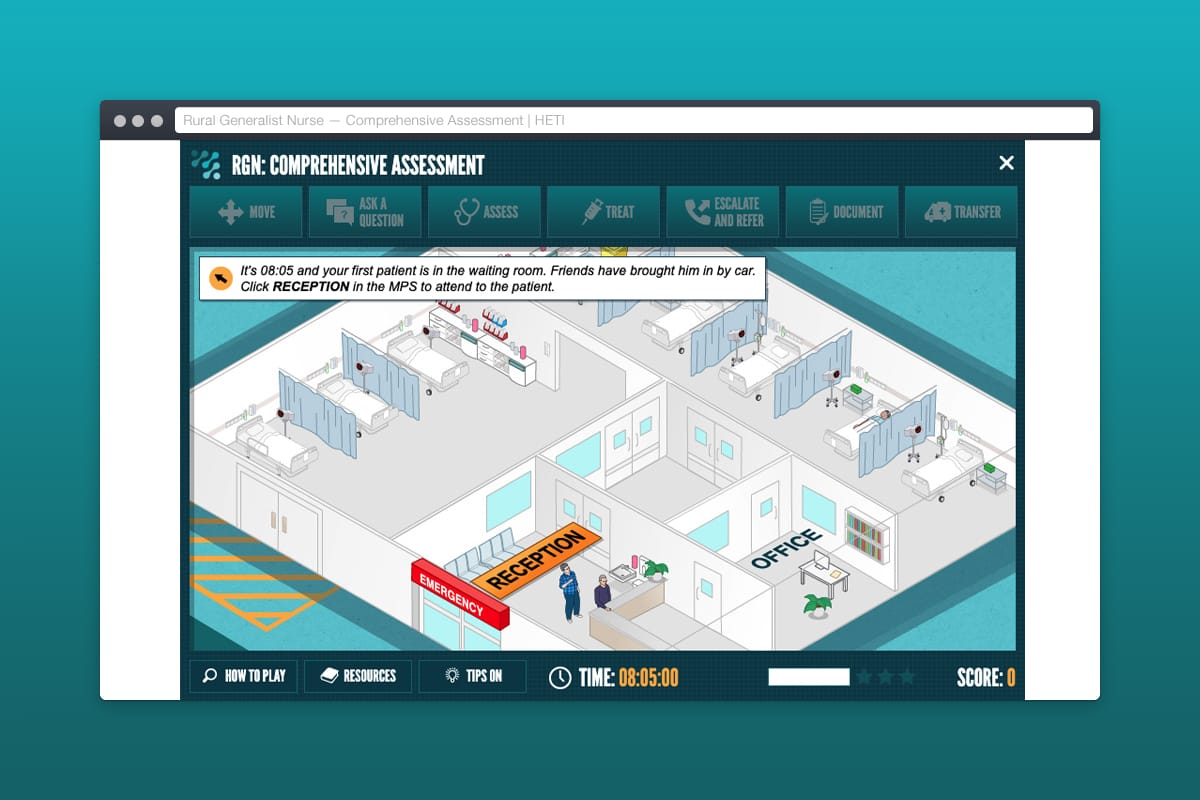 Rural Generalist Nurse — Comprehensive Assessment | HETI
RGN: COMPREHENSIVE ASSESSMENT
MOVE
ASK A
QUESTION
ASSESS
TREAT
ESCALATE
AND REFER
DOCUMENT
TRANSFER
It's 08:05 and your first patient is in the waiting room. Friends have brought him in by car.
Click RECEPTION in the MPS to attend to the patient.
RECEPTION
OFFICE
EMERGENCY
HOW TO PLAY
RESOURCES
TIPS ON
TIME: 08:05:00
SCORE: 0